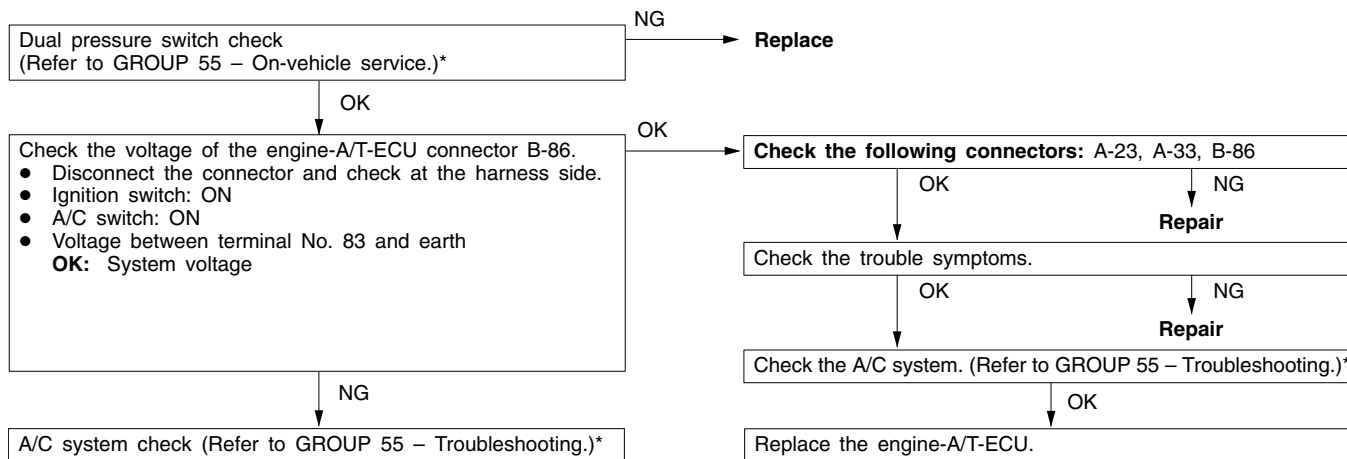 NG
Dual pressure switch check
(Refer to GROUP 55 – On-vehicle service.)*
Replace
OK
OK
Check the voltage of the engine-A/T-ECU connector B-86.
● Disconnect the connector and check at the harness side.
● Ignition switch: ON
● A/C switch: ON
● Voltage between terminal No. 83 and earth
OK: System voltage
Check the following connectors: A-23, A-33, B-86
OK
NG
Repair
Check the trouble symptoms.
OK
NG
Repair
Check the A/C system. (Refer to GROUP 55 – Troubleshooting.)*
NG
OK
A/C system check (Refer to GROUP 55 – Troubleshooting.)*
Replace the engine-A/T-ECU.